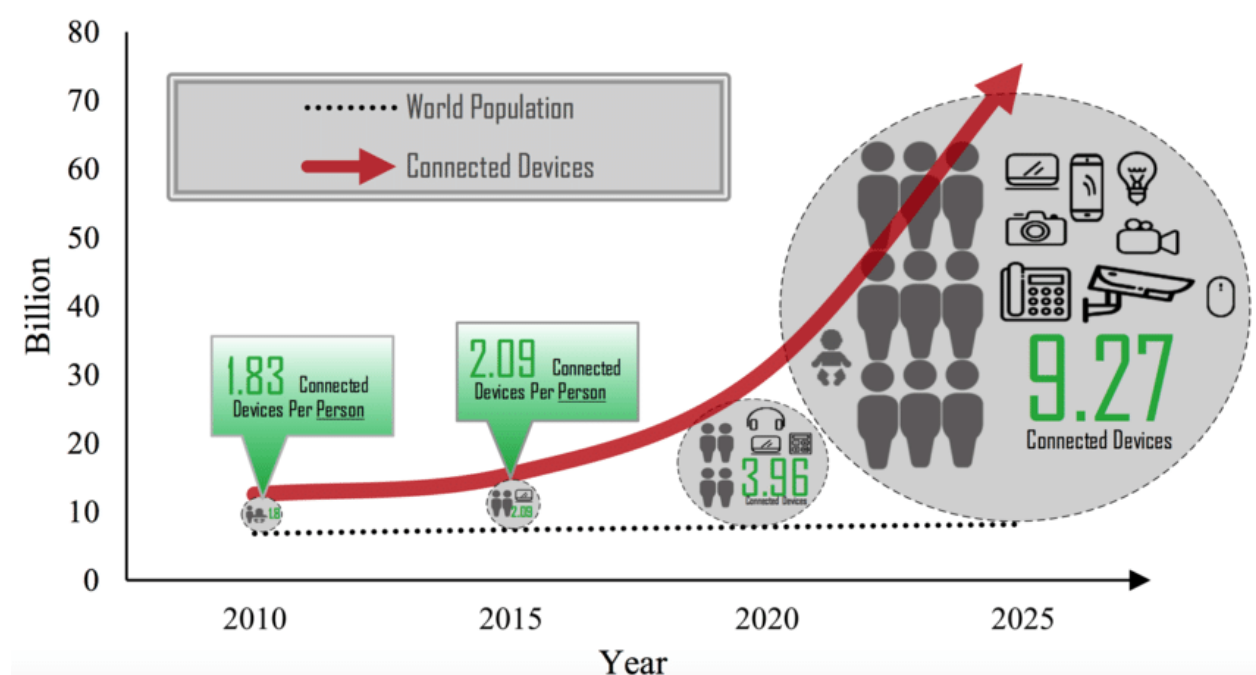 80
70
60
50
40
30
20
10
0
Billion
World Population
Connected Devices
1.83 Connected
Devices Per Person
2.09 Connected
Devices Per Person
1.8
2.09
3.96
Connected Devices
9.27
Connected Devices
2010
2015
2020
2025
Year